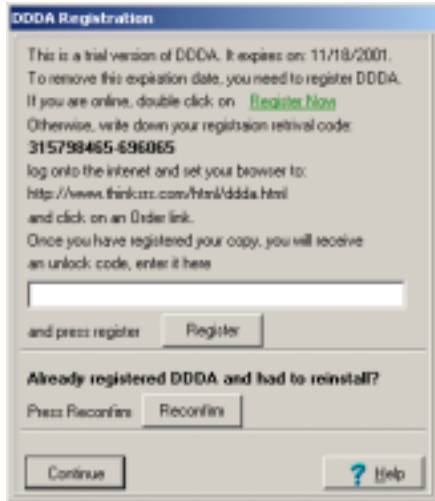 DDDA Registration
This is a trial version of DDDA. It expires on: 11/18/2001.
To remove this expiration date, you need to register DDDA.
If you are online, double click on Register Now
Otherwise, write down your registraion retrival code:
315798465-696065
log onto the intenet and set your browser to:
http://www.thinksrs.com/html/ddda.html
and click on an Order link.
Once you have registered your copy, you will receive
an unlock code, enter it here
and press register Register
Already registered DDDA and had to reinstall?
Press Reconfirm Reconfirm
Continue Help